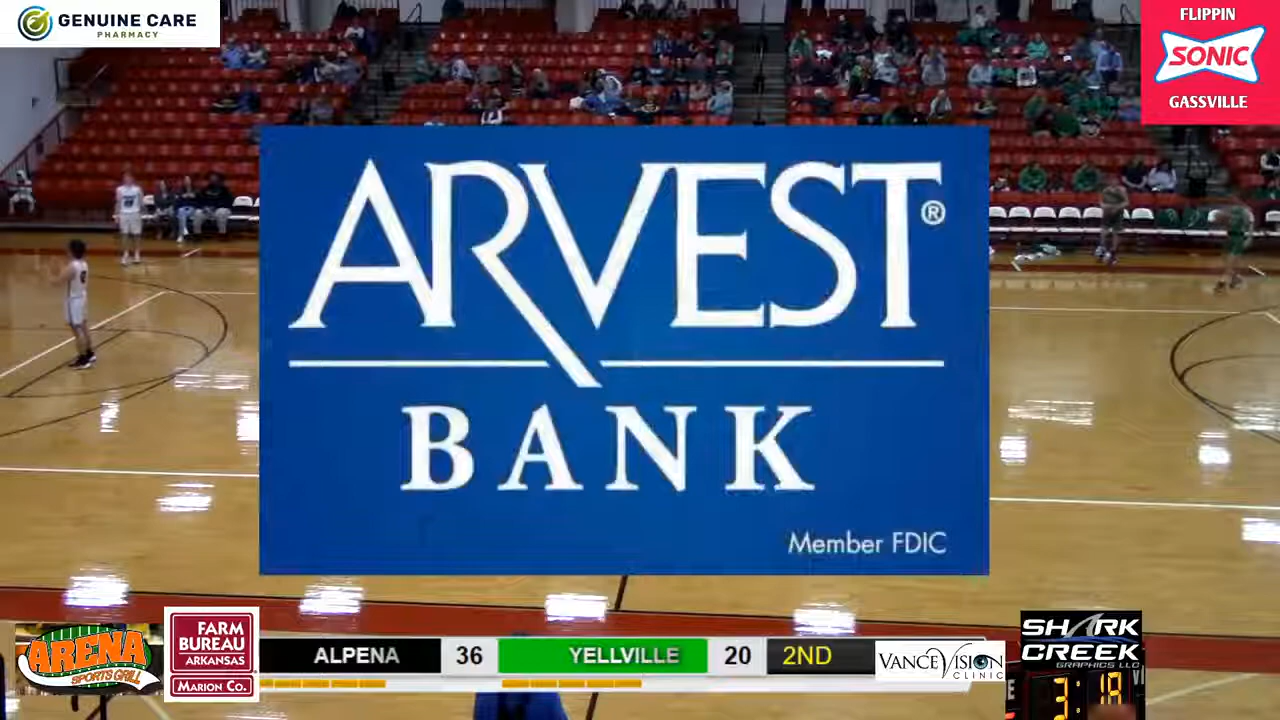 GENUINE CARE
PHARMACY
FLIPPIN
SONIC
GASSVILLE
ARVEST®
BANK
Member FDIC
ARENA
SPORTS GRILL
FARM
BUREAU
ARKANSAS
MARION CO.
ALPENA 36 YELLVILLE 20 2ND
VANCE VISION
CLINIC
SHARK
CREEK
GRAPHICS LLC